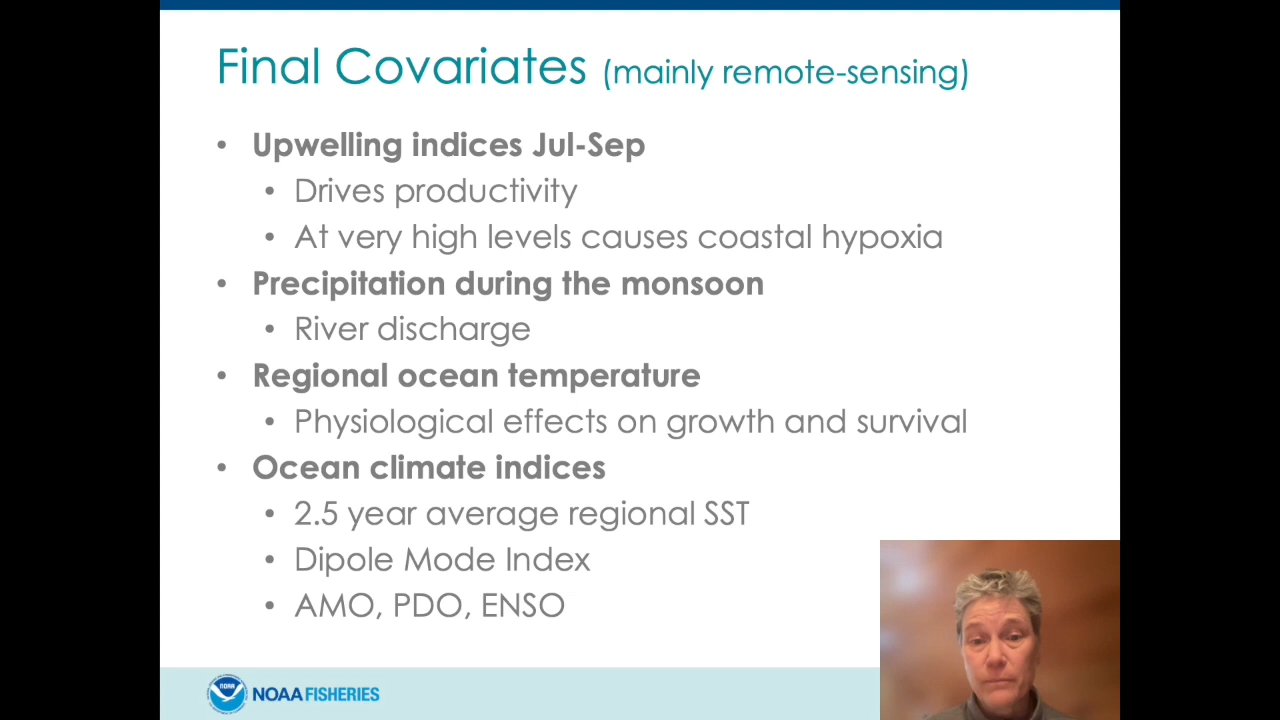 Final Covariates (mainly remote-sensing)
• Upwelling indices Jul-Sep
• Drives productivity
• At very high levels causes coastal hypoxia
• Precipitation during the monsoon
• River discharge
• Regional ocean temperature
• Physiological effects on growth and survival
• Ocean climate indices
• 2.5 year average regional SST
• Dipole Mode Index
• AMO, PDO, ENSO
NOAA
NOAA FISHERIES